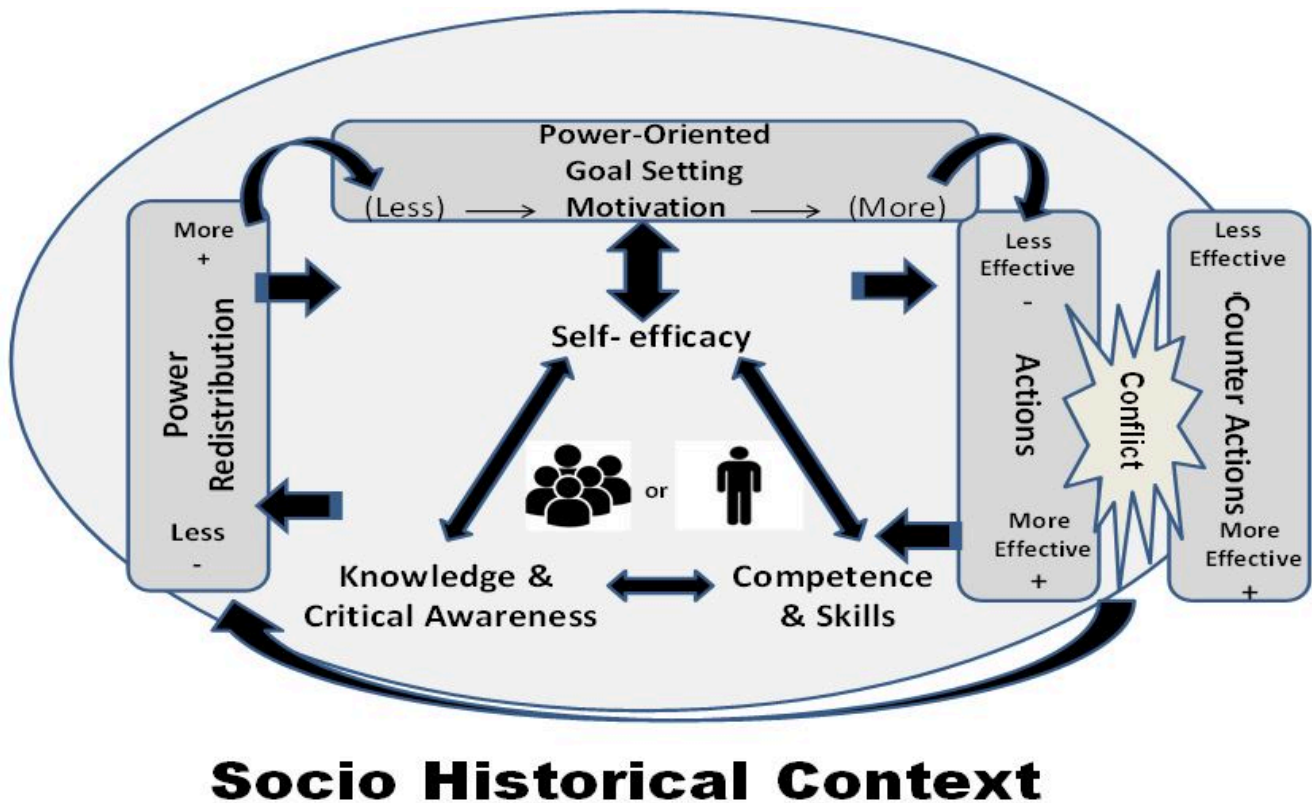 Power-Oriented
Goal Setting
(Less) Motivation (More)
More
+
Power
Redistribution
Less
-
Self- efficacy
or
Knowledge &
Critical Awareness
Competence
& Skills
Less
Effective
-
Actions
More
Effective
+
Conflict
Less
Effective
-
Counter Actions
More
Effective
+
Socio Historical Context